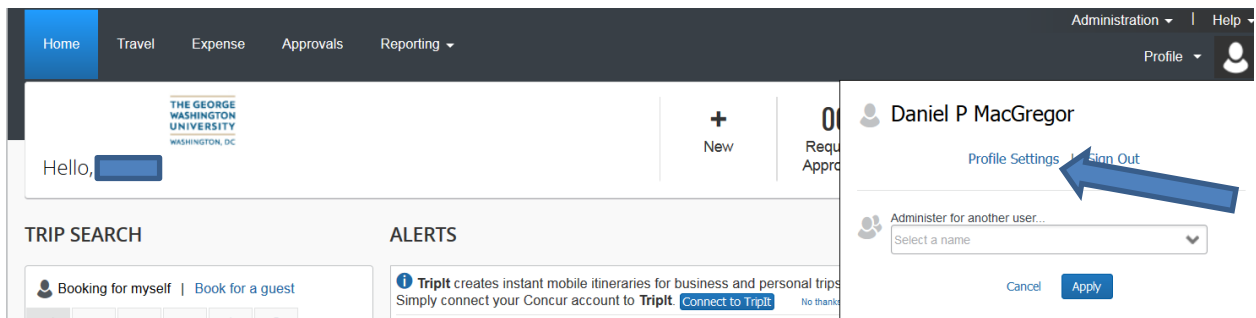 Administration | Help
Home Travel Expense Approvals Reporting
Profile
THE GEORGE
WASHINGTON
UNIVERSITY
WASHINGTON, DC
Hello,
New
Daniel P MacGregor
Profile Settings | Sign Out
Administer for another user...
Select a name
Cancel Apply
TRIP SEARCH
ALERTS
Booking for myself | Book for a guest
TripIt creates instant mobile itineraries for business and personal trips
Simply connect your Concur account to TripIt. Connect to TripIt No thanks